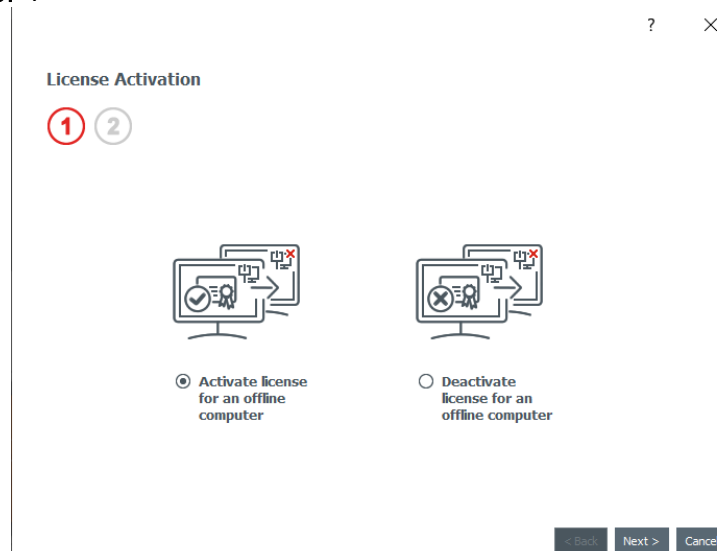 ?
License Activation
1 2
Activate license
for an offline
computer
Deactivate
license for an
offline computer
< Back Next > Cance